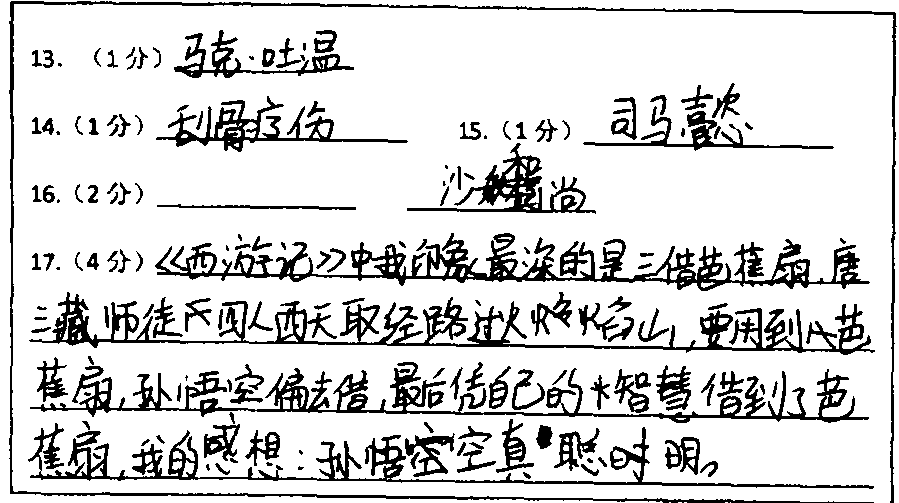 13. （1分）马克·吐温
14.（1分）刮骨疗伤 15.（1分）司马懿
16.（2分） 沙和尚
17.（4分）《西游记》中我印象最深的是三借芭蕉扇.唐
三藏师徒四人西天取经路过火焰山,要用到芭
蕉扇,孙悟空偏去借,最后凭自己的智慧借到了芭
蕉扇,我的感想:孙悟空真聪明。